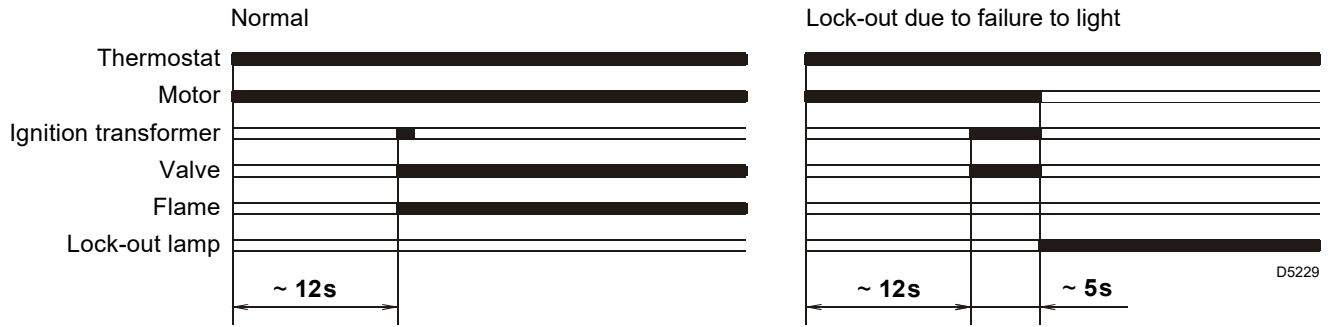 Normal
Lock-out due to failure to light
Thermostat
Motor
Ignition transformer
Valve
Flame
Lock-out lamp
D5229
~ 12s
~ 12s
~ 5s